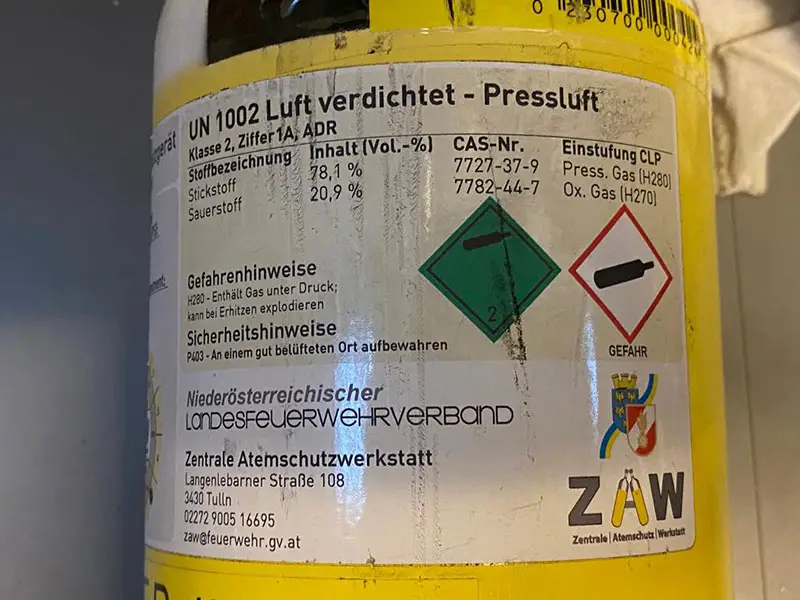 0 230700 000420
UN 1002 Luft verdichtet - Pressluft
Klasse 2, Ziffer 1A, ADR
Stoffbezeichnung Inhalt (Vol.-%) CAS-Nr. Einstufung CLP
Stickstoff 78,1 % 7727-37-9 Press. Gas (H280)
Sauerstoff 20,9 % 7782-44-7 Ox. Gas (H270)
2
Gefahrenhinweise
H280 - Enthält Gas unter Druck;
kann bei Erhitzen explodieren
Sicherheitshinweise
P403 - An einem gut belüfteten Ort aufbewahren
GEFAHR
Niederösterreichischer
LANDESFEUERWEHRVERBAND
Zentrale Atemschutzwerkstatt
Langenlebarner Straße 108
3430 Tulln
02272 9005 16695
zaw@feuerwehr.gv.at
ZAW
Zentrale | Atemschutz | Werkstatt